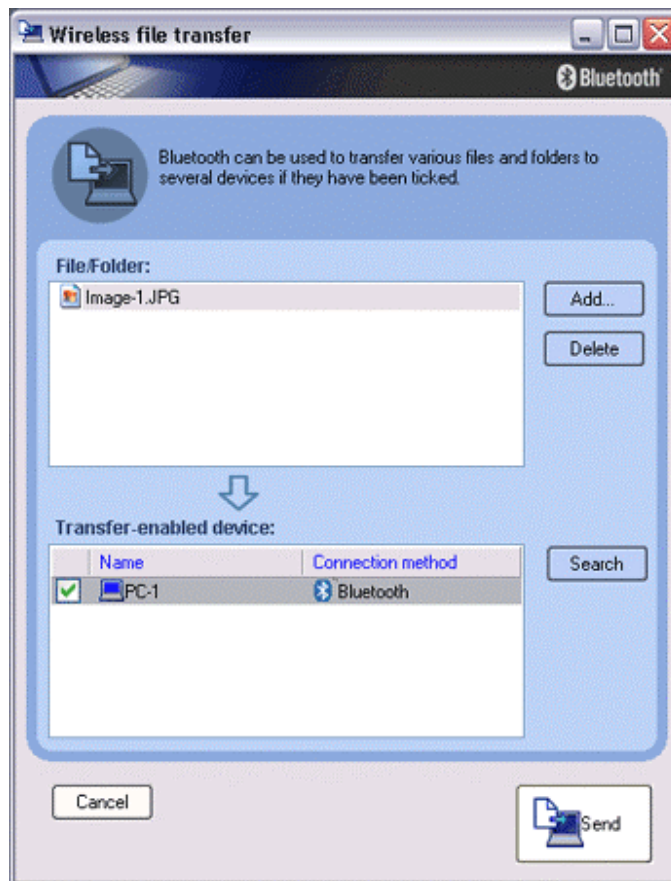 Wireless file transfer
Bluetooth
Bluetooth can be used to transfer various files and folders to
several devices if they have been ticked.
File/Folder:
Image-1.JPG
Add...
Delete
Transfer-enabled device:
Name Connection method
Search
PC-1 Bluetooth
Cancel
Send